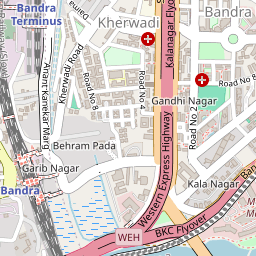 Bandra
Terminus
Kherwadi
Kalanagar Flyover
Bandra
Kherwadi Road
Road No 8
Road No 4
Road No
Gandhi Nagar
Road No 2
Anant Kanekar Marg
Behram Pada
Western Express Highway
Garib Nagar
Bandra
Kala Nagar
WEH
BKC Flyover